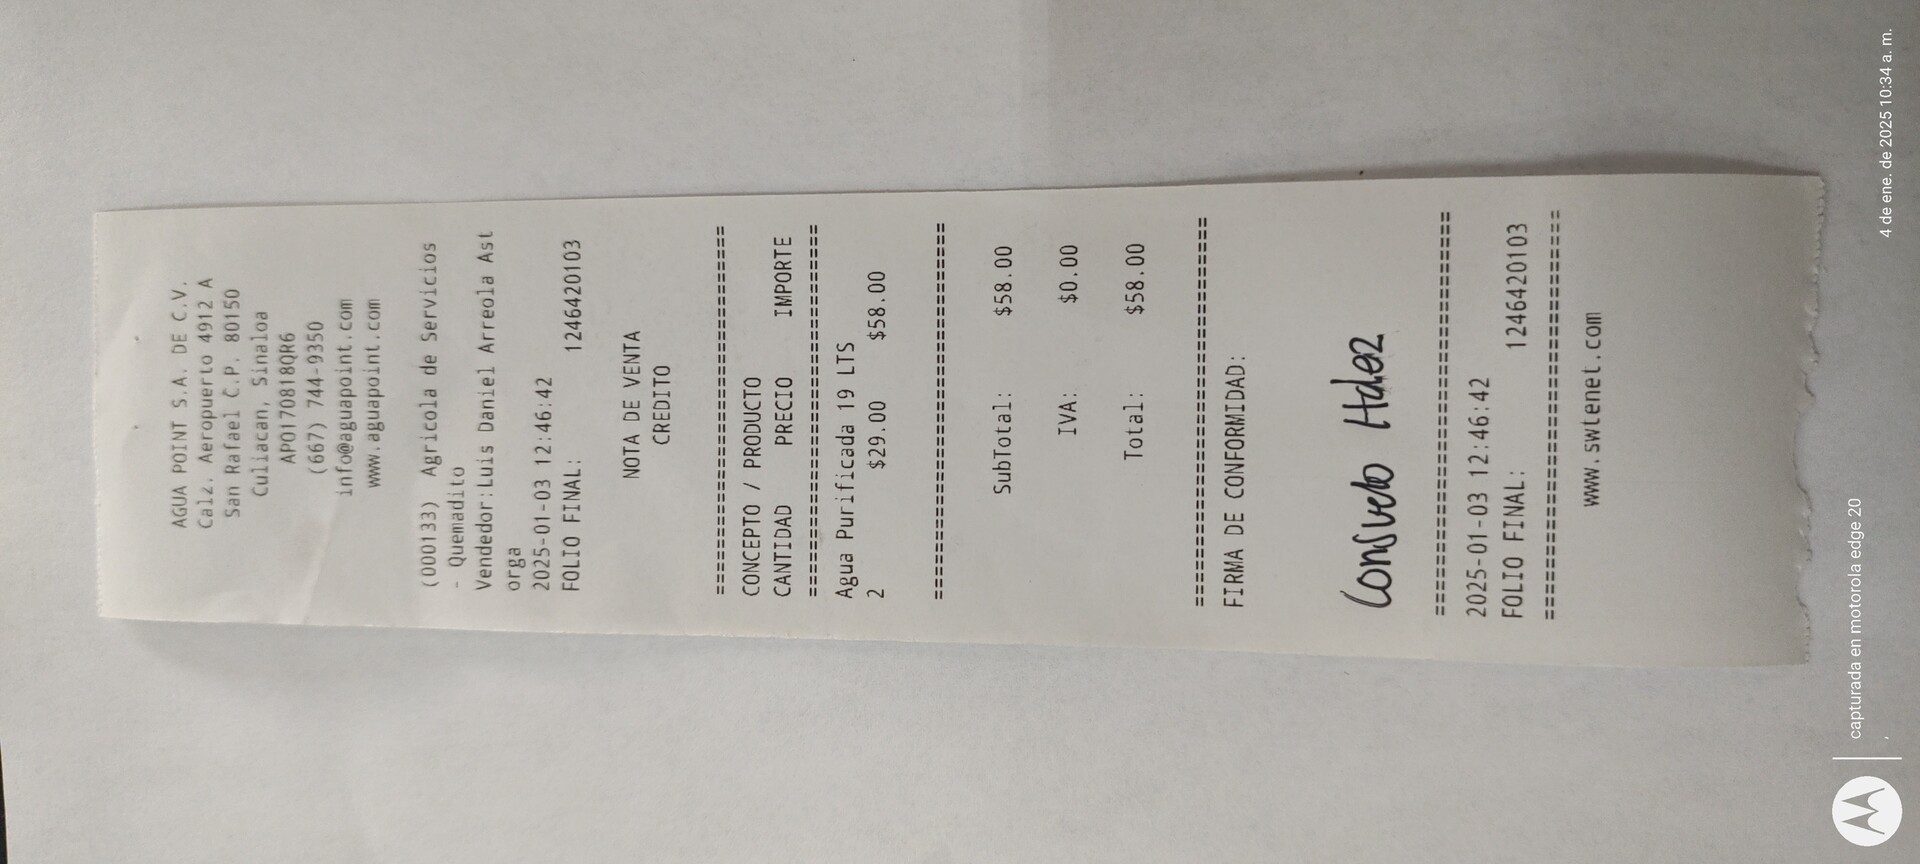 AGUA POINT S.A. DE C.V.
Calz. Aeropuerto 4912 A
San Rafael C.P. 80150
Culiacan, Sinaloa
APO170818QR6
(667) 744-9350
info@aguapoint.com
www.aguapoint.com
(000133) Agricola de Servicios
- Quemadito
Vendedor:Luis Daniel Arreola Ast
orga
2025-01-03 12:46:42
FOLIO FINAL: 1246420103
NOTA DE VENTA
CREDITO
================================
CONCEPTO / PRODUCTO
CANTIDAD PRECIO IMPORTE
================================
Agua Purificada 19 LTS
2 $29.00 $58.00
================================
SubTotal: $58.00
IVA: $0.00
Total: $58.00
================================
FIRMA DE CONFORMIDAD:
Consuelo Hdez
================================
2025-01-03 12:46:42
FOLIO FINAL: 1246420103
================================
www.swtenet.com
capturada en motorola edge 20
4 de ene. de 2025 10:34 a. m.